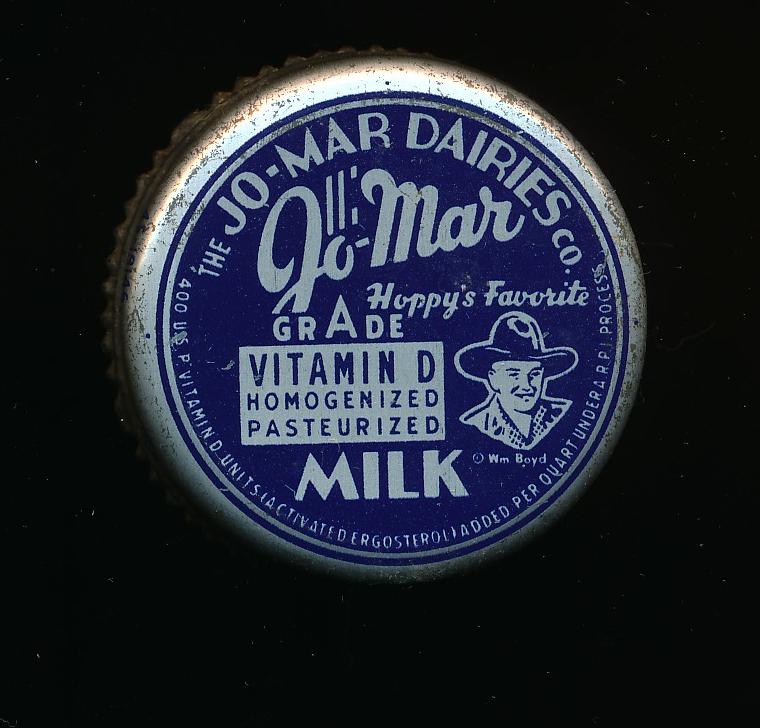 THE JO-MAR DAIRIES CO.
Jo-Mar
Hoppy's Favorite
GRADE
VITAMIN D
HOMOGENIZED
PASTEURIZED
© Wm Boyd
MILK
400 U.S.P. VITAMIN D UNITS (ACTIVATED ERGOSTEROL) ADDED PER QUART UNDER A.R.P.I. PROCESS